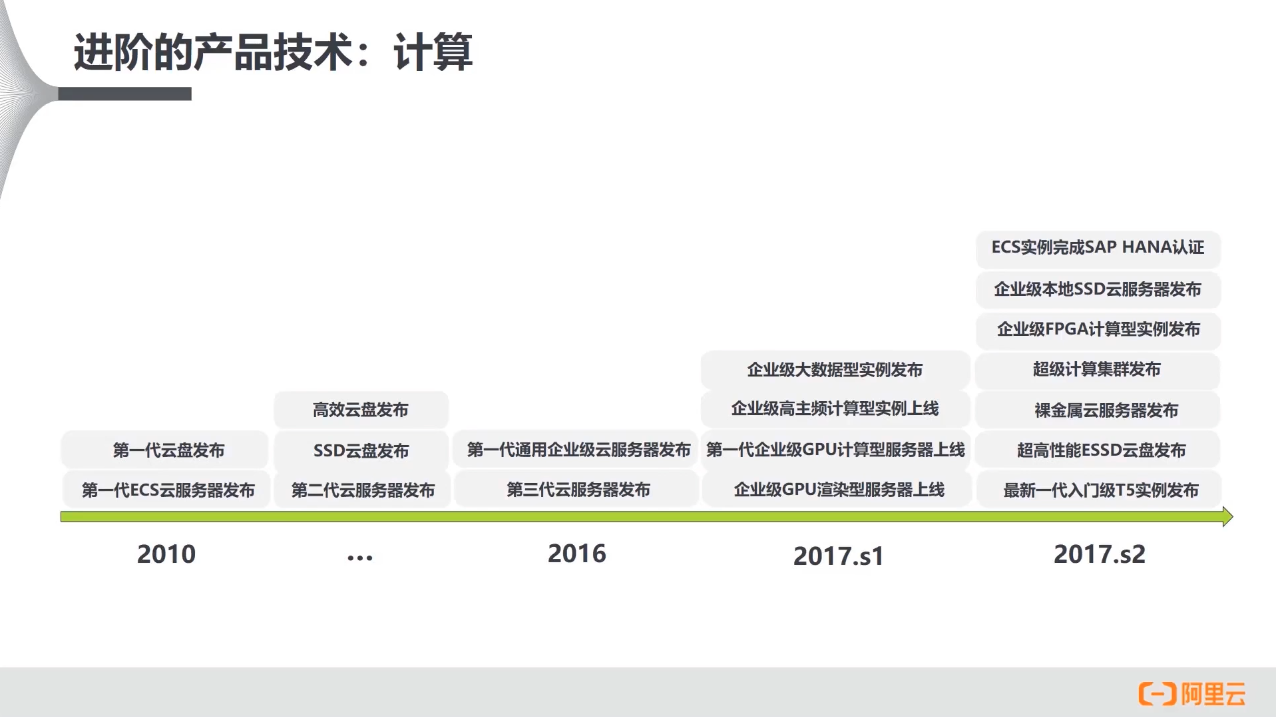 进阶的产品技术：计算
ECS实例完成SAP HANA认证
企业级本地SSD云服务器发布
企业级FPGA计算型实例发布
企业级大数据型实例发布
超级计算集群发布
高效云盘发布
企业级高主频计算型实例上线
裸金属云服务器发布
第一代云盘发布
SSD云盘发布
第一代通用企业级云服务器发布
第一代企业级GPU计算型服务器上线
超高性能ESSD云盘发布
第一代ECS云服务器发布
第二代云服务器发布
第三代云服务器发布
企业级GPU渲染型服务器上线
最新一代入门级T5实例发布
2010
...
2016
2017.s1
2017.s2
阿里云